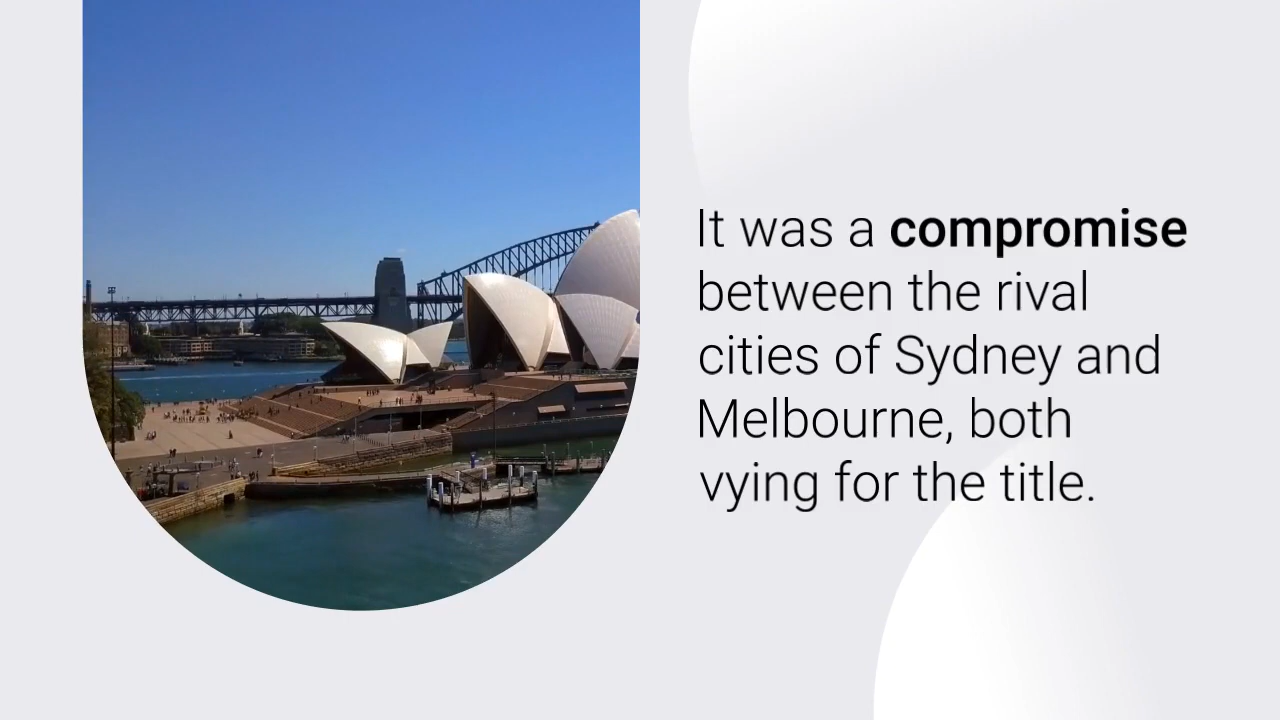 It was a compromise
between the rival
cities of Sydney and
Melbourne, both
vying for the title.